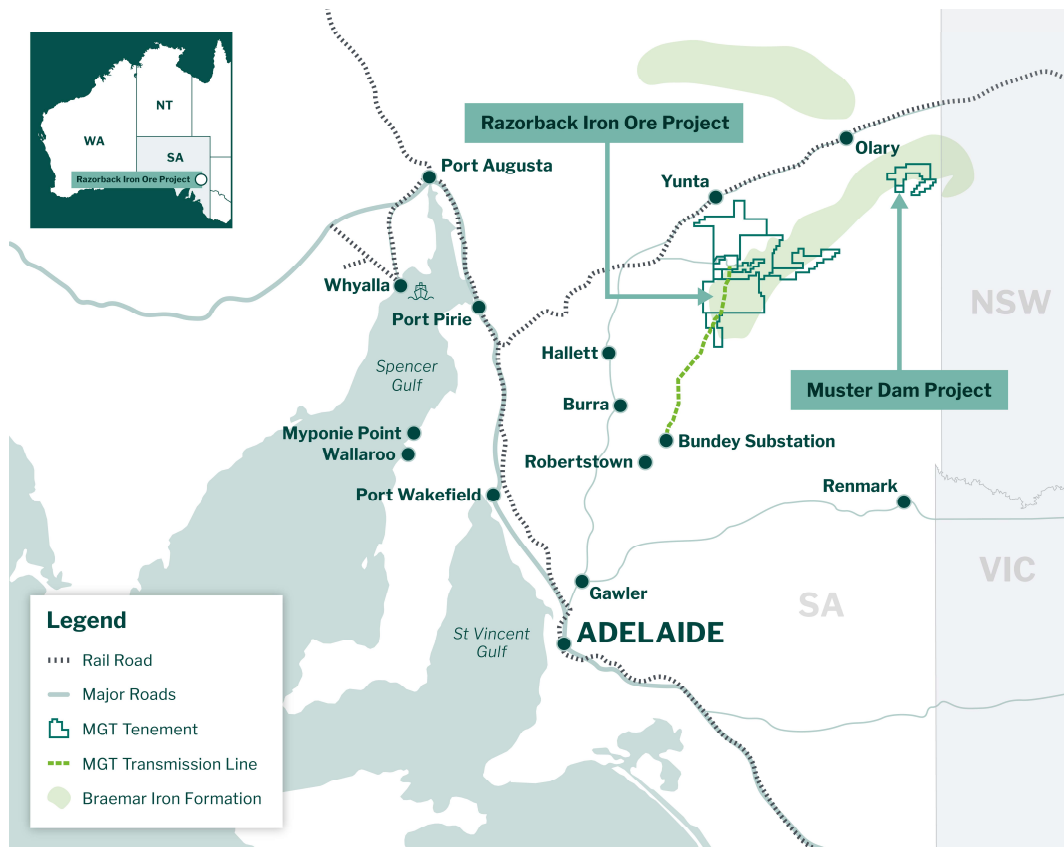 NT
WA
SA
Razorback Iron Ore Project
Razorback Iron Ore Project
Port Augusta
Olary
Yunta
Whyalla
Port Pirie
NSW
Spencer
Gulf
Hallett
Muster Dam Project
Burra
Myponie Point
Wallaroo
Bundey Substation
Robertstown
Port Wakefield
Renmark
VIC
SA
Gawler
ADELAIDE
St Vincent
Gulf
Legend
Rail Road
Major Roads
MGT Tenement
MGT Transmission Line
Braemar Iron Formation